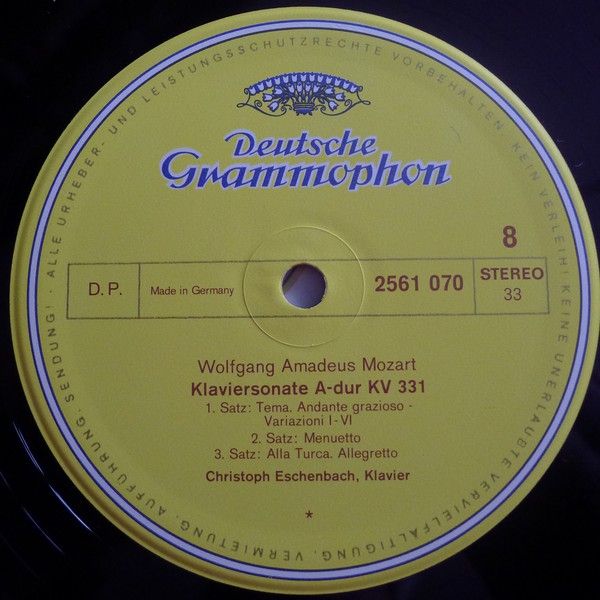 ALLE URHEBER- UND LEISTUNGSSCHUTZRECHTE VORBEHALTEN · KEIN VERLEIH! KEINE UNERLAUBTE VERVIELFÄLTIGUNG, VERMIETUNG, AUFFÜHRUNG, SENDUNG! ·
Deutsche
Grammophon
8
D.P.
Made in Germany
2561 070
STEREO
33
Wolfgang Amadeus Mozart
Klaviersonate A-dur KV 331
1. Satz: Tema. Andante grazioso -
Variazioni I-VI
2. Satz: Menuetto
3. Satz: Alla Turca. Allegretto
Christoph Eschenbach, Klavier
*